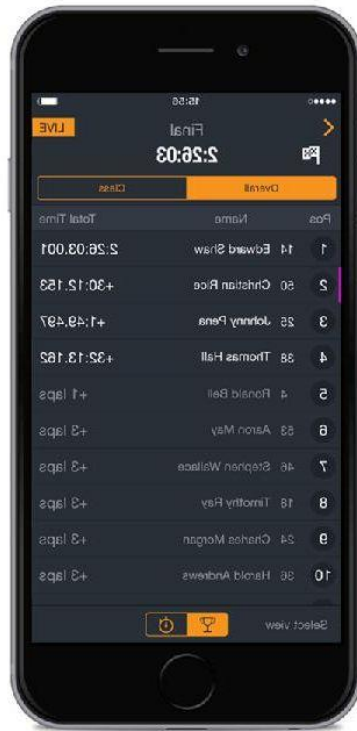 15:56
Final
LIVE
2:26:03
Overall Class
Pos Name Total Time
1 14 Edward Shaw 2:26:03.001
2 50 Christian Rice +30:12.153
3 25 Johnny Pena +1:49.497
4 38 Thomas Hall +32:13.162
5 4 Ronald Bell +1 laps
6 53 Aaron May +3 laps
7 46 Stephen Wallace +3 laps
8 18 Timothy Ray +3 laps
9 24 Charles Morgan +3 laps
10 36 Harold Andrews +3 laps
Select view